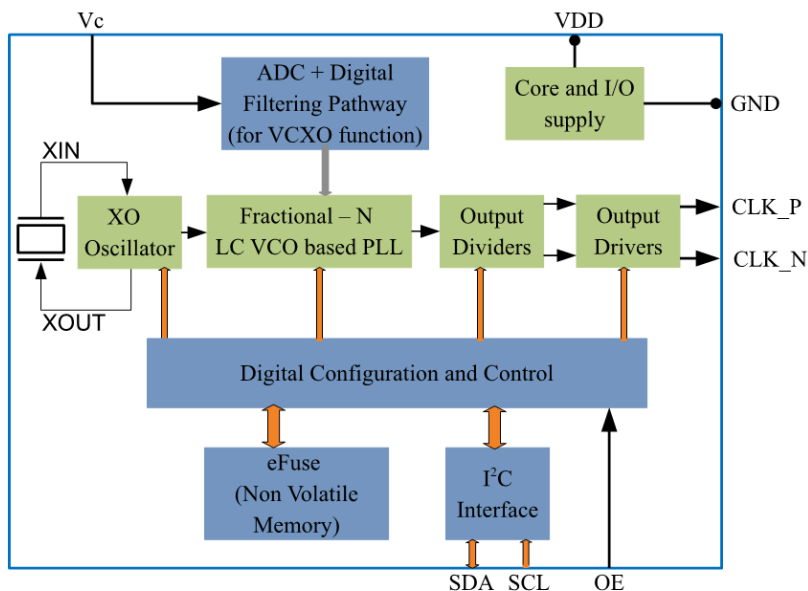 Vc
VDD
ADC + Digital
Filtering Pathway
(for VCXO function)
Core and I/O
supply
GND
XIN
XO
Oscillator
Fractional – N
LC VCO based PLL
Output
Dividers
Output
Drivers
CLK_P
CLK_N
XOUT
Digital Configuration and Control
eFuse
(Non Volatile
Memory)
I²C
Interface
SDA
SCL
OE